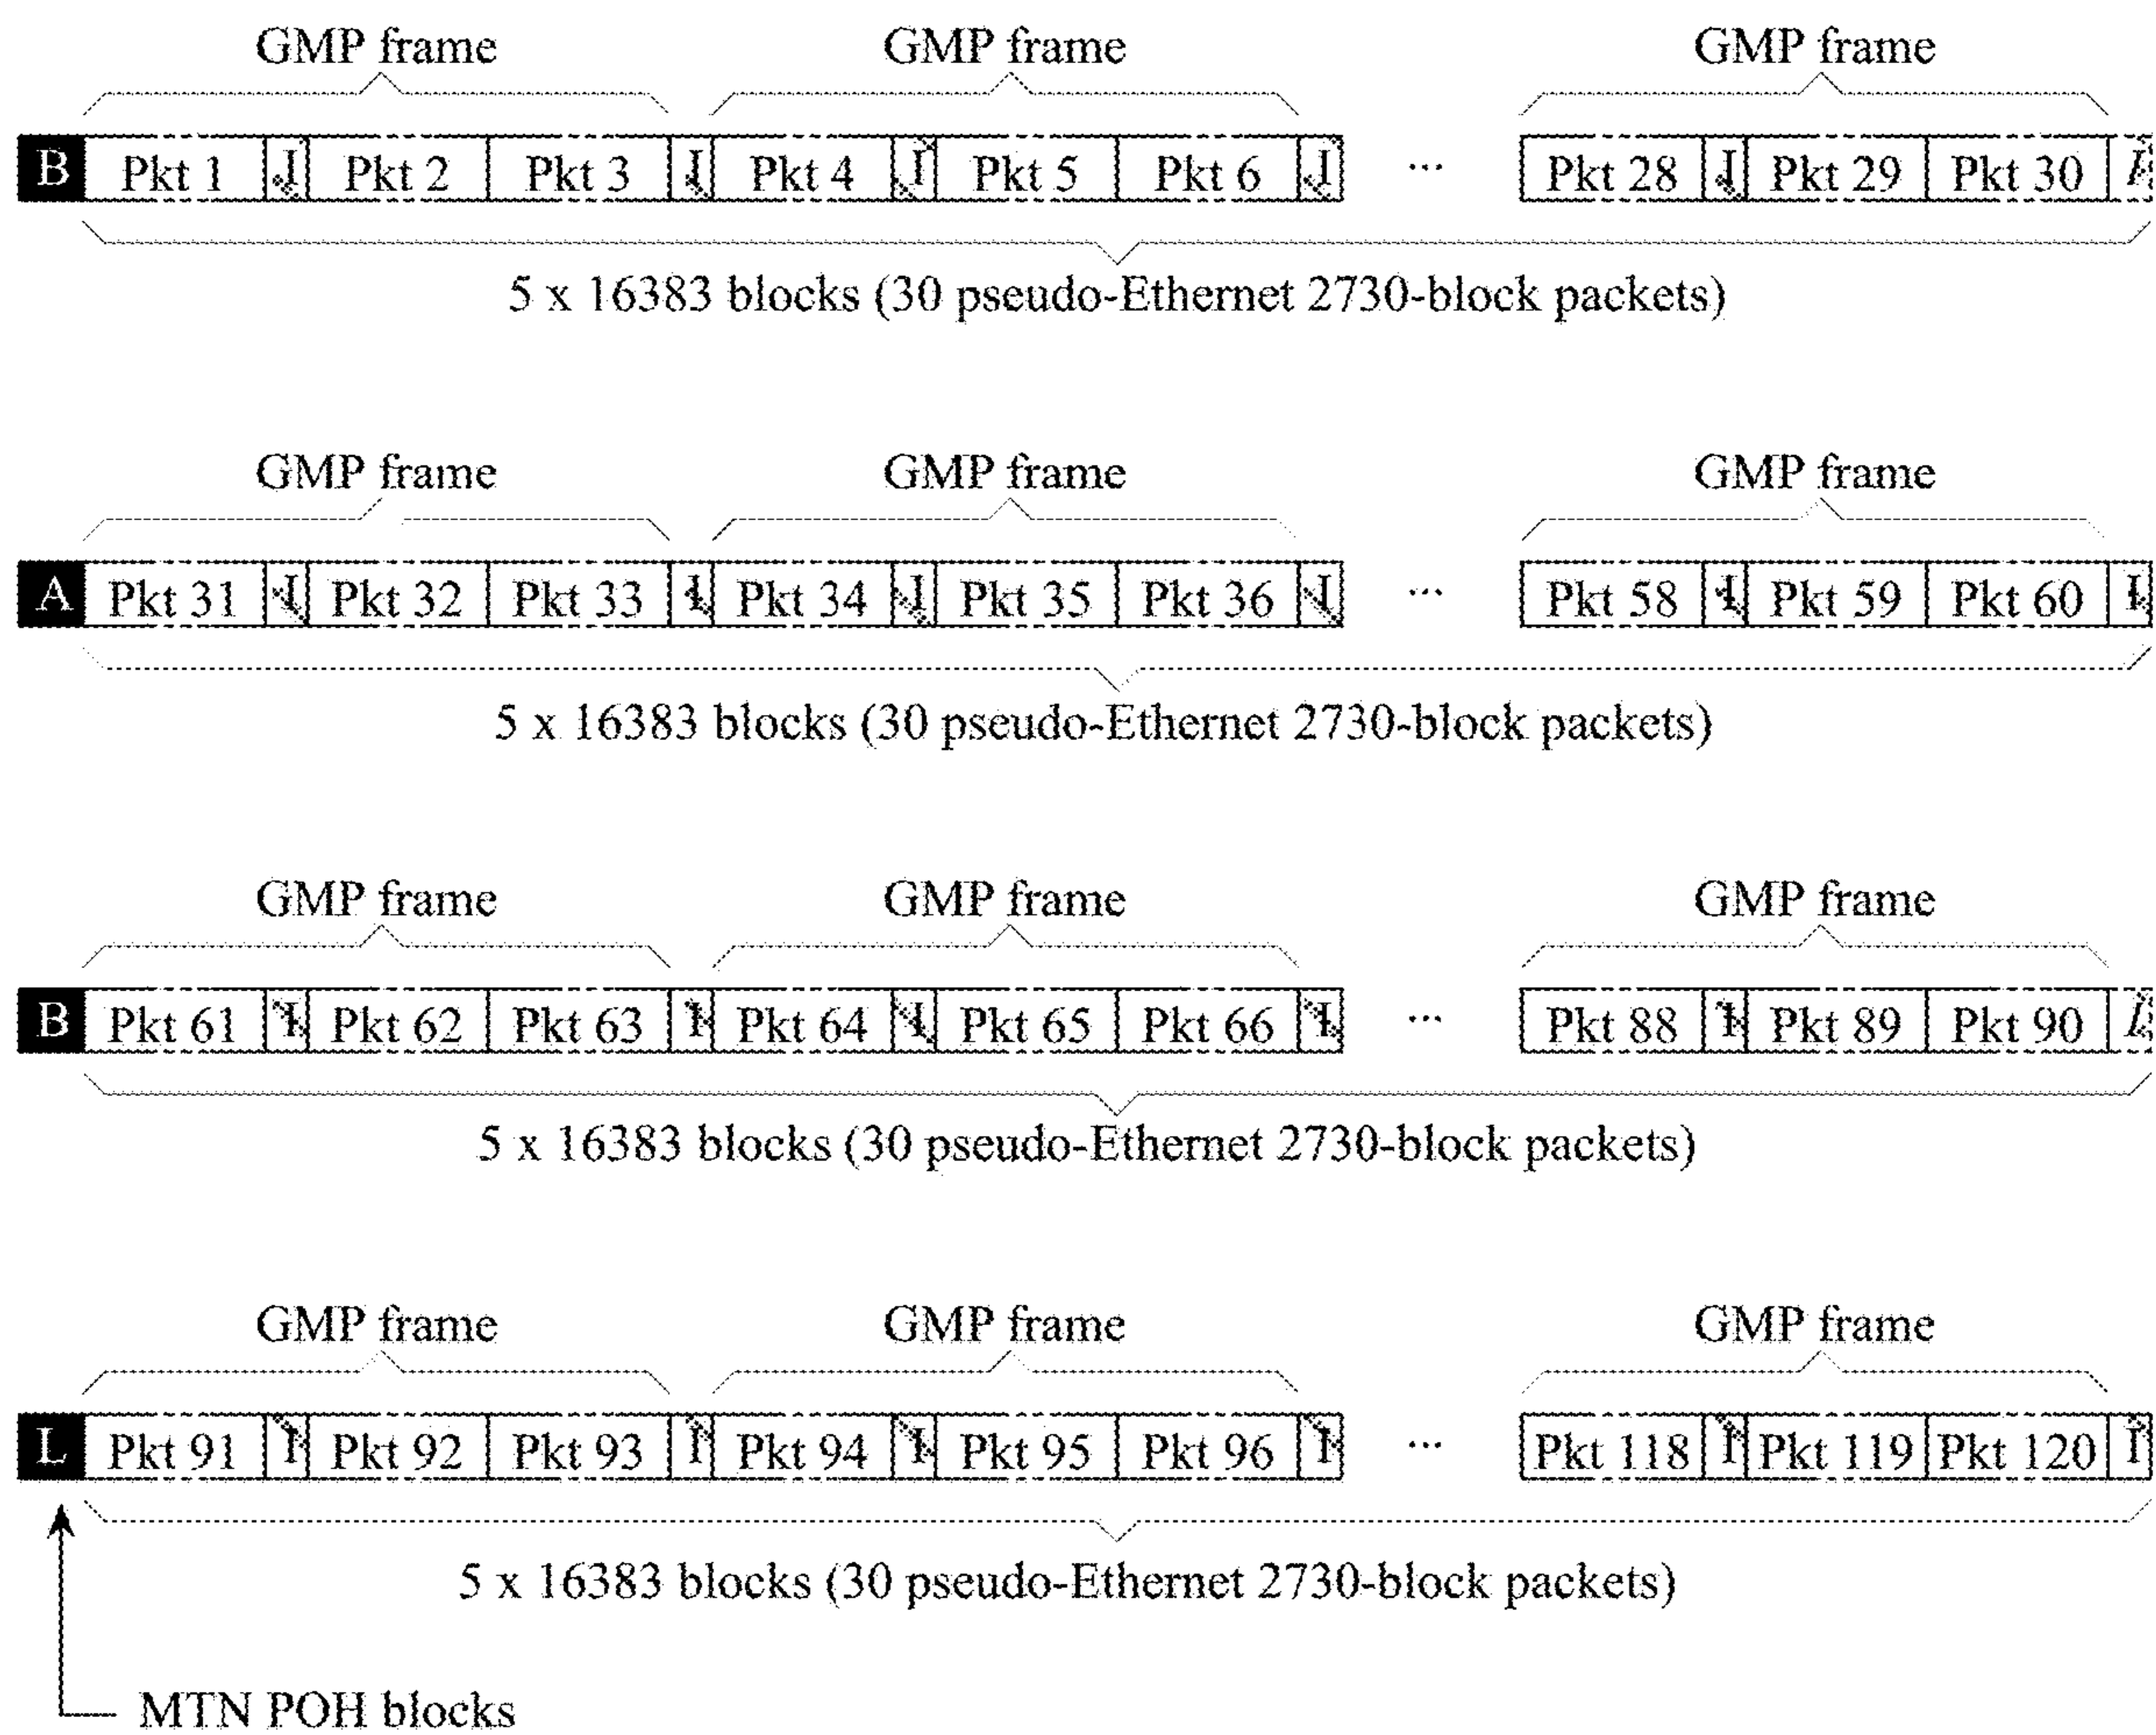 GMP frame GMP frame GMP frame
B Pkt 1 I Pkt 2 Pkt 3 I Pkt 4 I Pkt 5 Pkt 6 I ... Pkt 28 I Pkt 29 Pkt 30 I
5 x 16383 blocks (30 pseudo-Ethernet 2730-block packets)
GMP frame GMP frame GMP frame
A Pkt 31 I Pkt 32 Pkt 33 I Pkt 34 I Pkt 35 Pkt 36 I ... Pkt 58 I Pkt 59 Pkt 60 I
5 x 16383 blocks (30 pseudo-Ethernet 2730-block packets)
GMP frame GMP frame GMP frame
B Pkt 61 I Pkt 62 Pkt 63 I Pkt 64 I Pkt 65 Pkt 66 I ... Pkt 88 I Pkt 89 Pkt 90 I
5 x 16383 blocks (30 pseudo-Ethernet 2730-block packets)
GMP frame GMP frame GMP frame
L Pkt 91 I Pkt 92 Pkt 93 I Pkt 94 I Pkt 95 Pkt 96 I ... Pkt 118 I Pkt 119 Pkt 120 I
5 x 16383 blocks (30 pseudo-Ethernet 2730-block packets)
MTN POH blocks